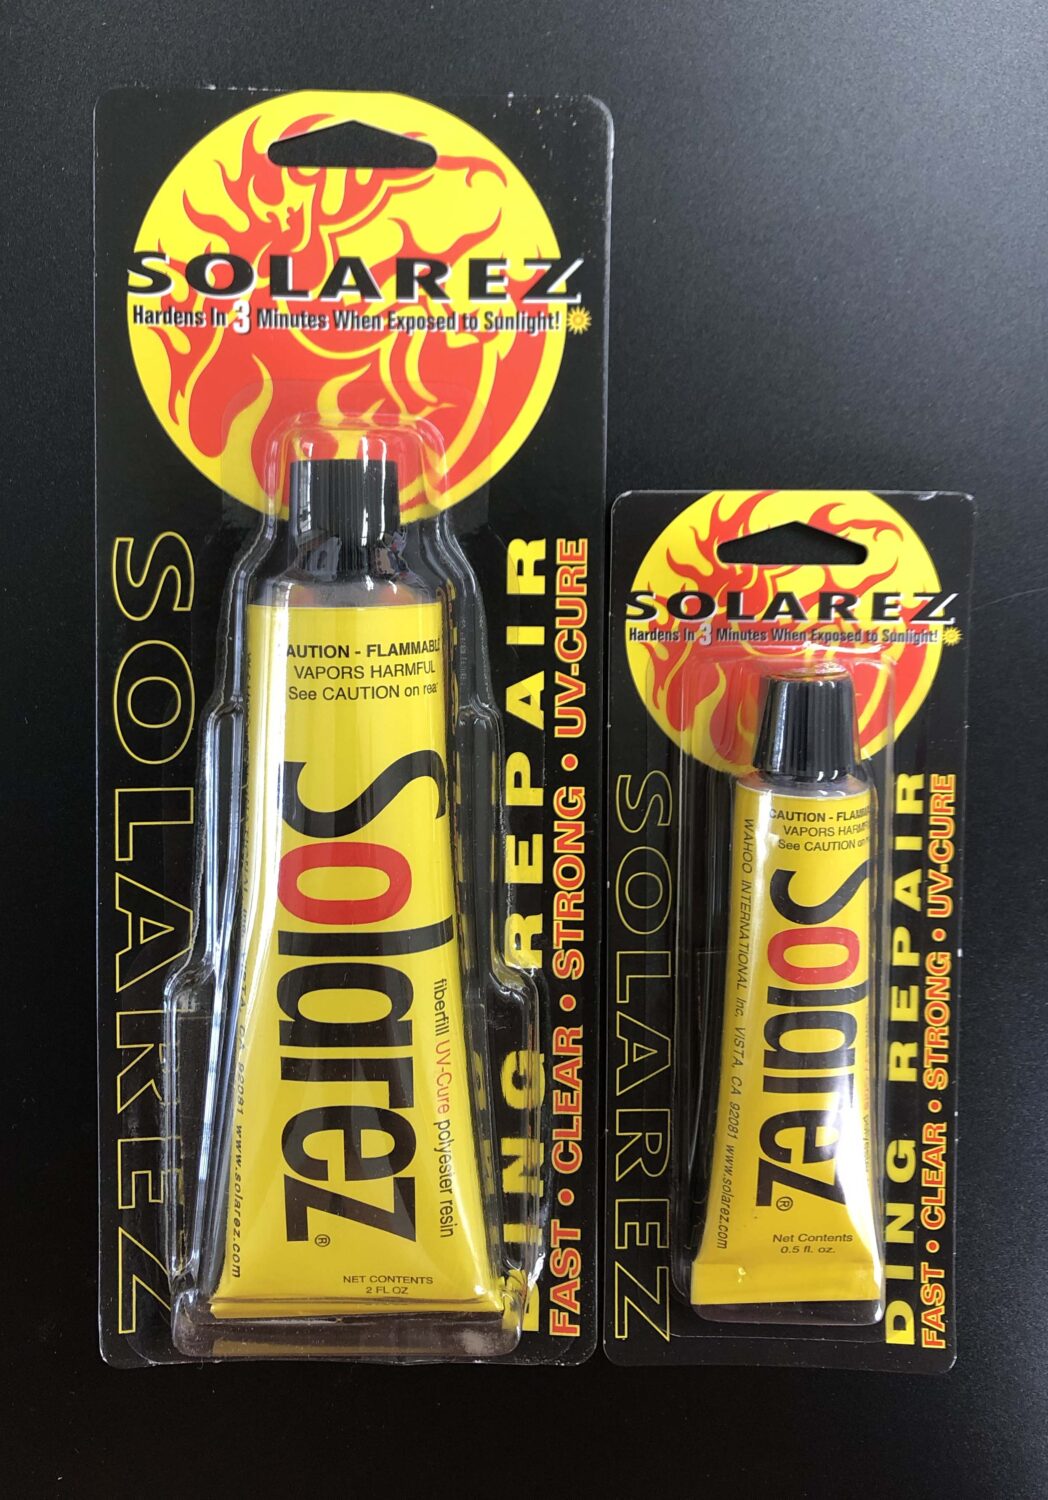 SOLAREZ
Hardens In 3 Minutes When Exposed to Sunlight!
SOLAREZ
DING REPAIR
FAST • CLEAR • STRONG • UV-CURE
CAUTION - FLAMMABLE
VAPORS HARMFUL
See CAUTION on rear
Solarez®
fiberfill UV-Cure polyester resin
CA 92081 www.solarez.com
NET CONTENTS
2 FL OZ
SOLAREZ
Hardens In 3 Minutes When Exposed to Sunlight!
SOLAREZ
DING REPAIR
FAST • CLEAR • STRONG • UV-CURE
CAUTION - FLAMMA
VAPORS HARMF
See CAUTION on re
WAHOO INTERNATIONAL Inc. VISTA, CA 92081 www.solarez.com
Solarez®
Net Contents
0.5 fl. oz.